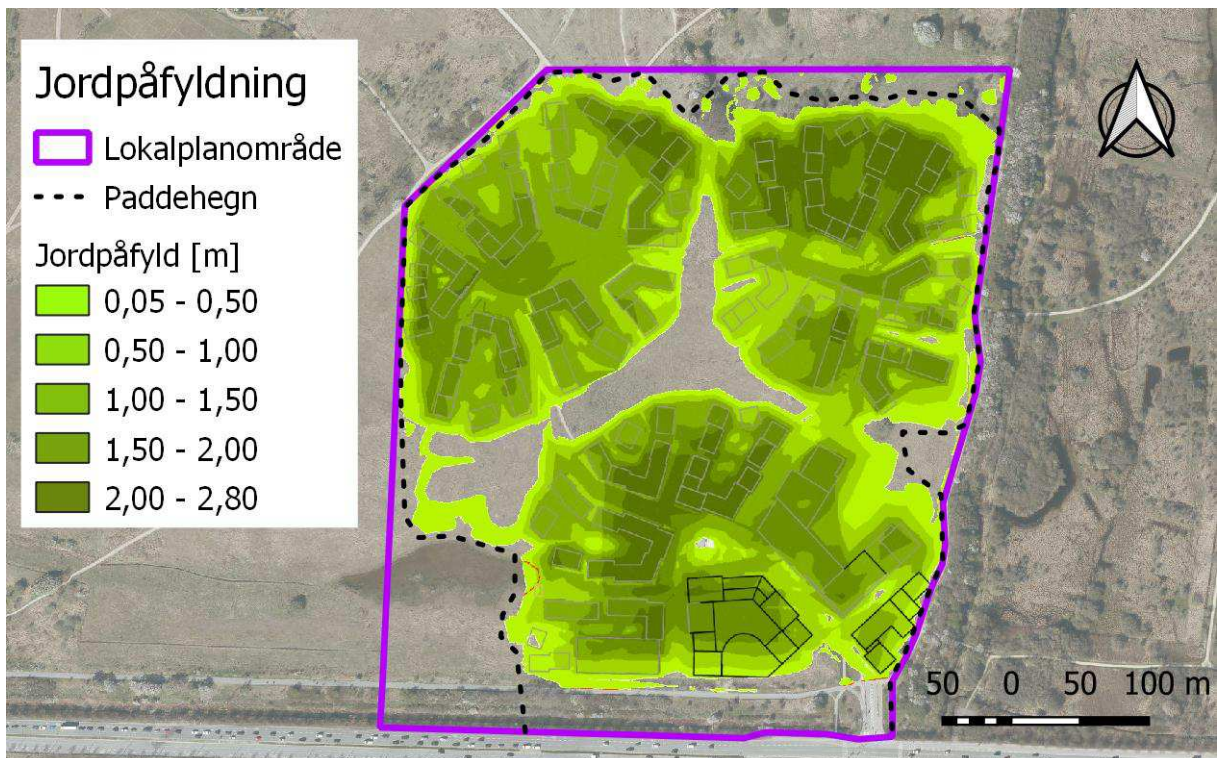 Jordpåfyldning
Lokalplanområde
Paddehegn
Jordpåfyld [m]
0,05 - 0,50
0,50 - 1,00
1,00 - 1,50
1,50 - 2,00
2,00 - 2,80
50 0 50 100 m